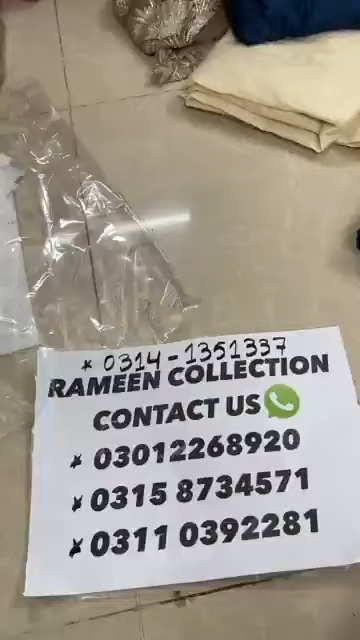 * 0314-1351337
RAMEEN COLLECTION
CONTACT US
* 03012268920
* 0315 8734571
* 0311 0392281